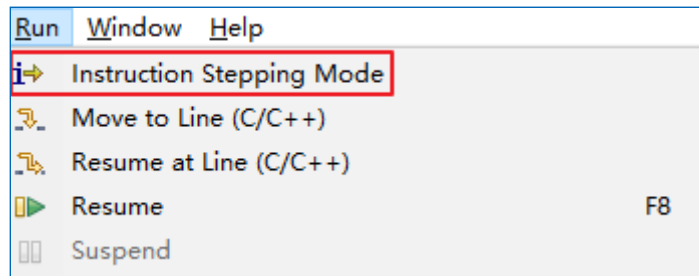 Run Window Help
Instruction Stepping Mode
Move to Line (C/C++)
Resume at Line (C/C++)
Resume F8
Suspend